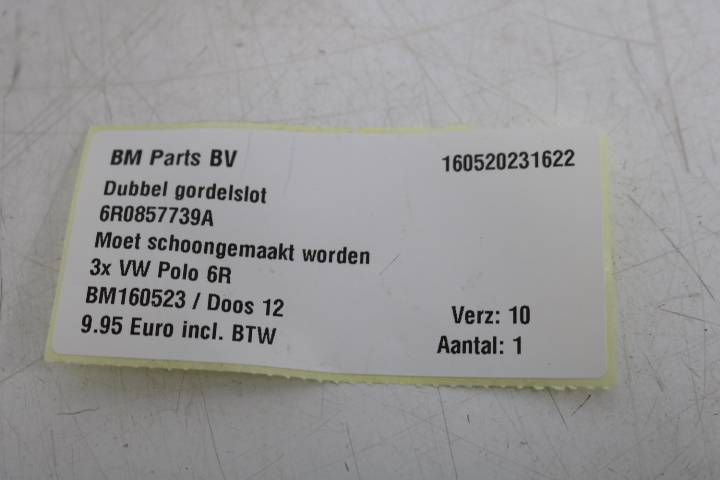 BM Parts BV 160520231622
Dubbel gordelslot
6R0857739A
Moet schoongemaakt worden
3x VW Polo 6R
BM160523 / Doos 12 Verz: 10
9.95 Euro incl. BTW Aantal: 1